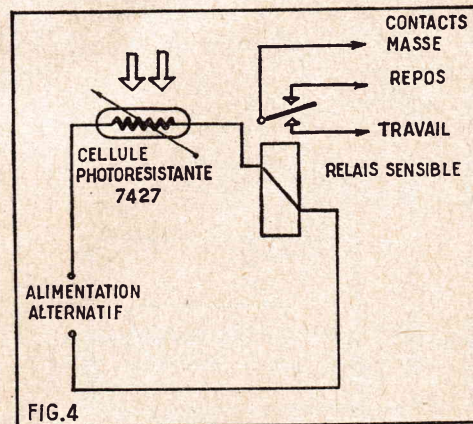 CONTACTS
MASSE
REPOS
TRAVAIL
CELLULE
PHOTORESISTANTE
7427
RELAIS SENSIBLE
ALIMENTATION
ALTERNATIF
FIG.4